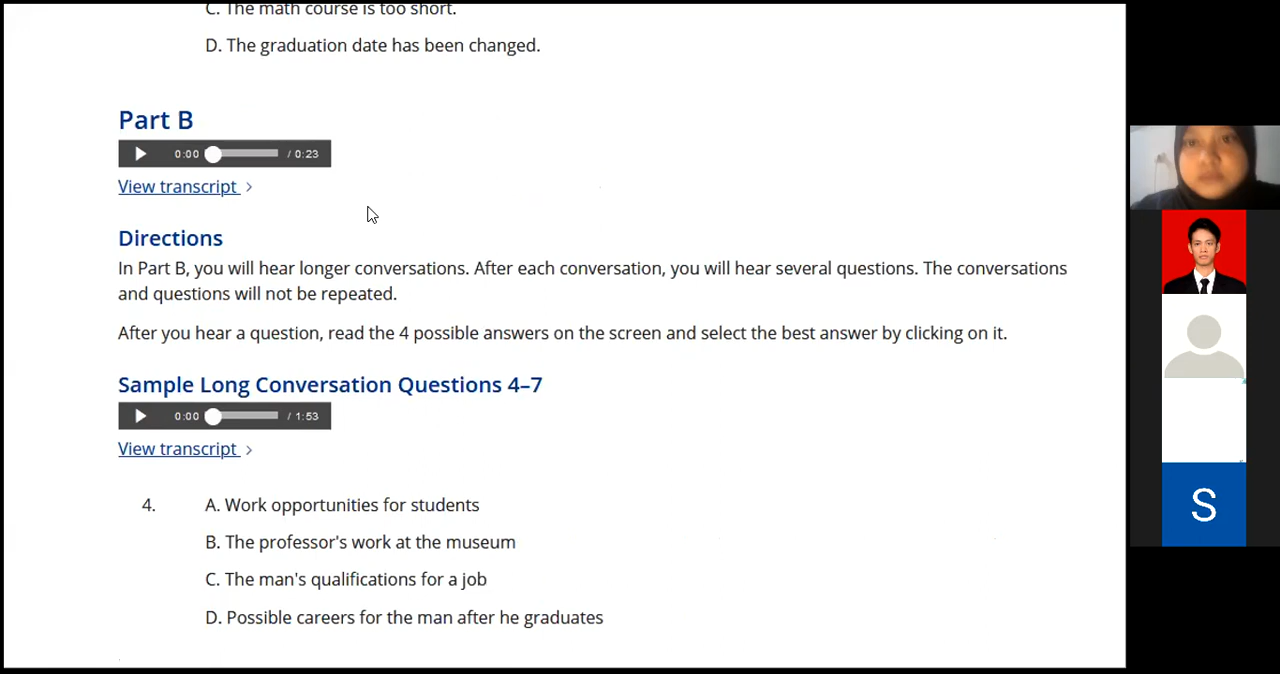 C. The math course is too short.
D. The graduation date has been changed.
Part B
0:00 / 0:23
View transcript >
Directions
In Part B, you will hear longer conversations. After each conversation, you will hear several questions. The conversations
and questions will not be repeated.
After you hear a question, read the 4 possible answers on the screen and select the best answer by clicking on it.
Sample Long Conversation Questions 4–7
0:00 / 1:53
View transcript >
4. A. Work opportunities for students
B. The professor's work at the museum
C. The man's qualifications for a job
D. Possible careers for the man after he graduates
S